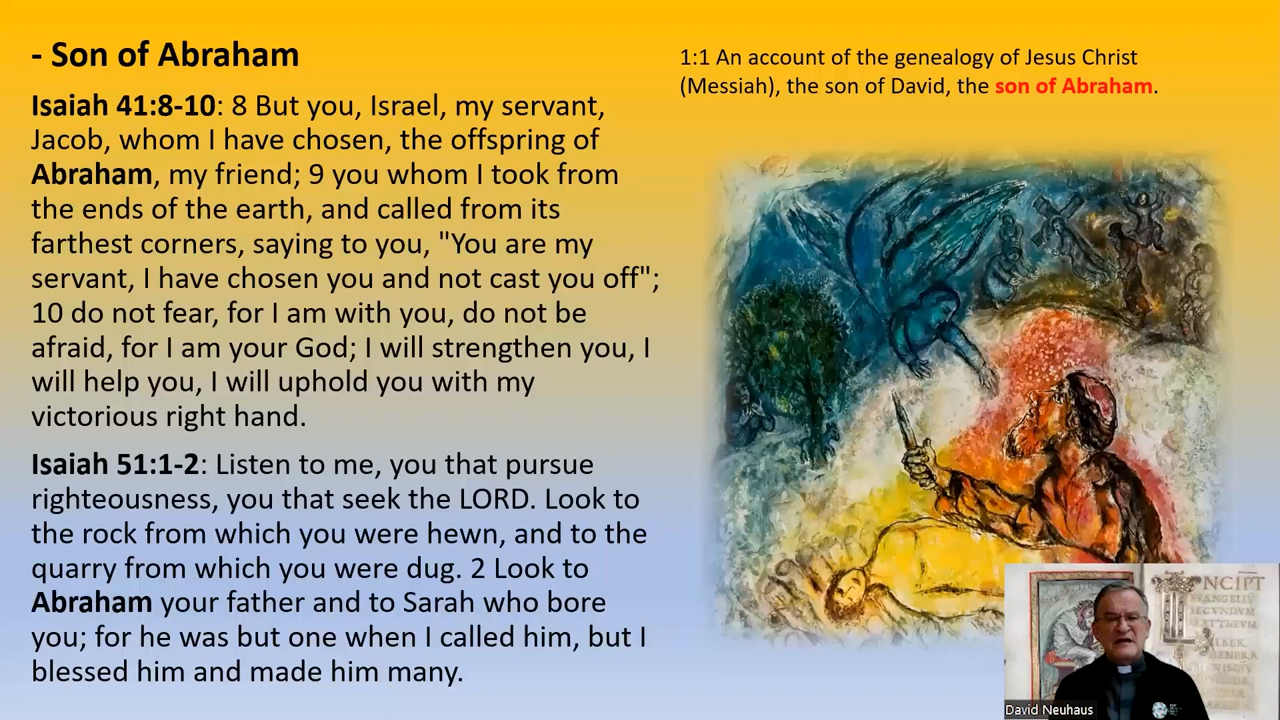 - Son of Abraham
Isaiah 41:8-10: 8 But you, Israel, my servant,
Jacob, whom I have chosen, the offspring of
Abraham, my friend; 9 you whom I took from
the ends of the earth, and called from its
farthest corners, saying to you, "You are my
servant, I have chosen you and not cast you off";
10 do not fear, for I am with you, do not be
afraid, for I am your God; I will strengthen you, I
will help you, I will uphold you with my
victorious right hand.
Isaiah 51:1-2: Listen to me, you that pursue
righteousness, you that seek the LORD. Look to
the rock from which you were hewn, and to the
quarry from which you were dug. 2 Look to
Abraham your father and to Sarah who bore
you; for he was but one when I called him, but I
blessed him and made him many.
1:1 An account of the genealogy of Jesus Christ
(Messiah), the son of David, the son of Abraham.
NCIPT
EVANGELIŪ
SECVNDVM
MATTHEVM
LIBER
GENERA
David Neuhaus